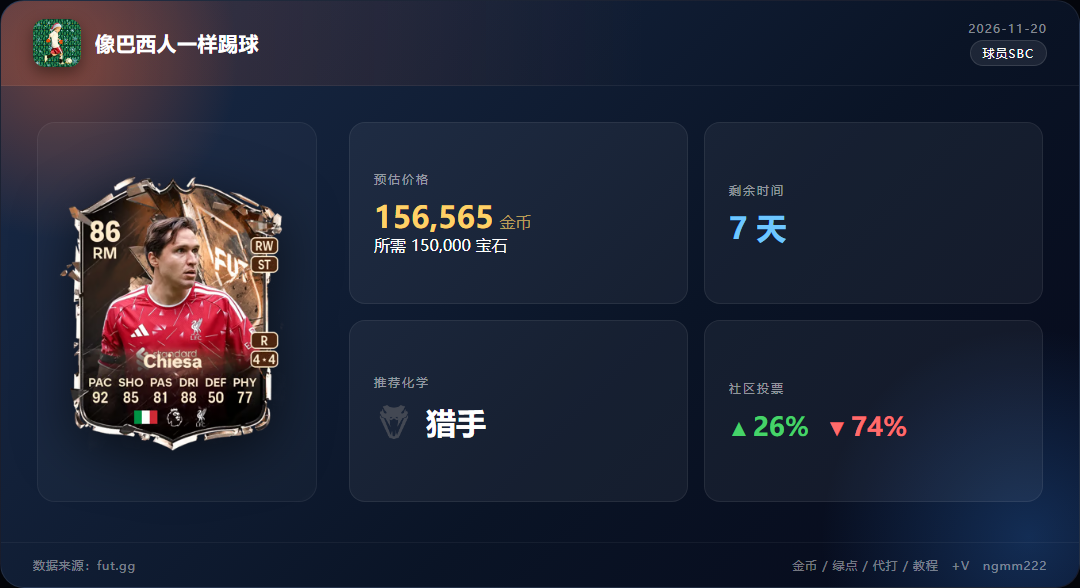 像巴西人一样踢球
2026-11-20
球员SBC
86
RM
RW
ST
FUT
R
4·4
standard
Chiesa
PAC SHO PAS DRI DEF PHY
92 85 81 88 50 77
预估价格
156,565 金币
所需 150,000 宝石
剩余时间
7 天
推荐化学
猎手
社区投票
▲26% ▼74%
数据来源：fut.gg
金币 / 绿点 / 代打 / 教程 +V ngmm222